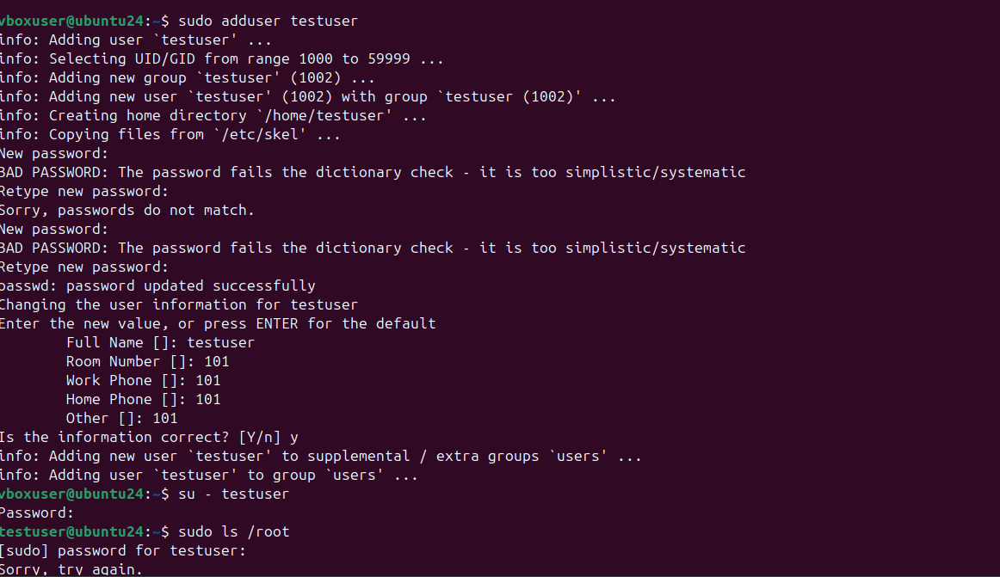 vboxuser@ubuntu24:~$ sudo adduser testuser
info: Adding user `testuser' ...
info: Selecting UID/GID from range 1000 to 59999 ...
info: Adding new group `testuser' (1002) ...
info: Adding new user `testuser' (1002) with group `testuser (1002)' ...
info: Creating home directory `/home/testuser' ...
info: Copying files from `/etc/skel' ...
New password:
BAD PASSWORD: The password fails the dictionary check - it is too simplistic/systematic
Retype new password:
Sorry, passwords do not match.
New password:
BAD PASSWORD: The password fails the dictionary check - it is too simplistic/systematic
Retype new password:
passwd: password updated successfully
Changing the user information for testuser
Enter the new value, or press ENTER for the default
Full Name []: testuser
Room Number []: 101
Work Phone []: 101
Home Phone []: 101
Other []: 101
Is the information correct? [Y/n] y
info: Adding new user `testuser' to supplemental / extra groups `users' ...
info: Adding user `testuser' to group `users' ...
vboxuser@ubuntu24:~$ su - testuser
Password:
testuser@ubuntu24:~$ sudo ls /root
[sudo] password for testuser:
Sorry, try again.